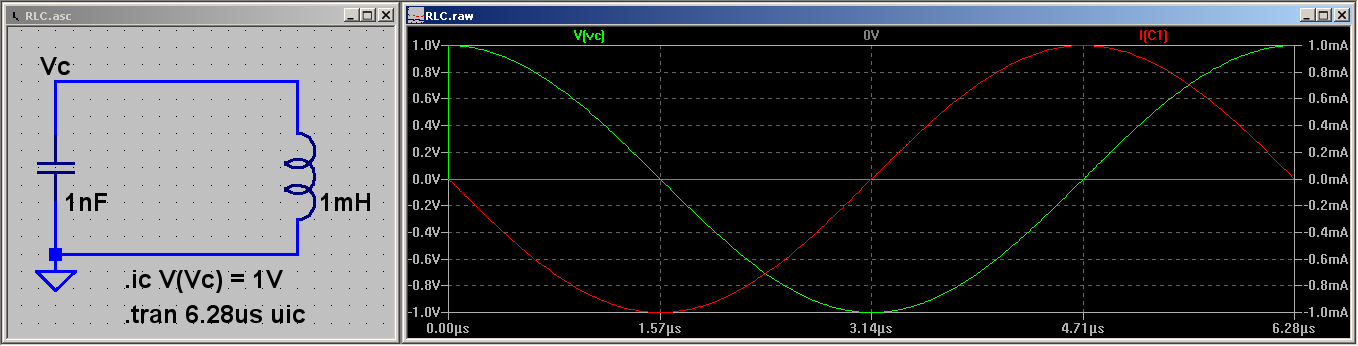 RLC.asc
Vc
1nF
1mH
.ic V(Vc) = 1V
.tran 6.28us uic
RLC.raw
V(vc) 0V I(C1)
1.0V 1.0mA
0.8V 0.8mA
0.6V 0.6mA
0.4V 0.4mA
0.2V 0.2mA
0.0V 0.0mA
-0.2V -0.2mA
-0.4V -0.4mA
-0.6V -0.6mA
-0.8V -0.8mA
-1.0V -1.0mA
0.00µs 1.57µs 3.14µs 4.71µs 6.28µs